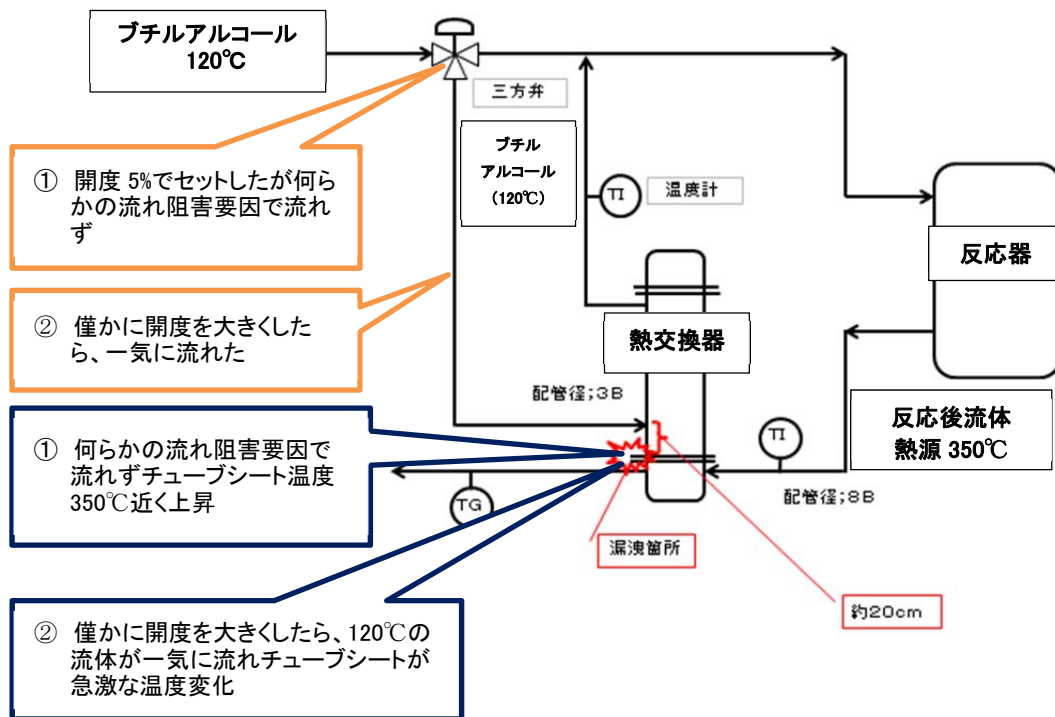 ブチルアルコール
120℃
三方弁
ブチル
アルコール
(120℃)
① 開度 5%でセットしたが何ら
かの流れ阻害要因で流れ
ず
TI
温度計
反応器
② 僅かに開度を大きくした
ら、一気に流れた
熱交換器
配管径;3B
反応後流体
熱源 350℃
① 何らかの流れ阻害要因で
流れずチューブシート温度
350℃近く上昇
TI
配管径;8B
TG
漏洩箇所
約20cm
② 僅かに開度を大きくしたら、120℃の
流体が一気に流れチューブシートが
急激な温度変化